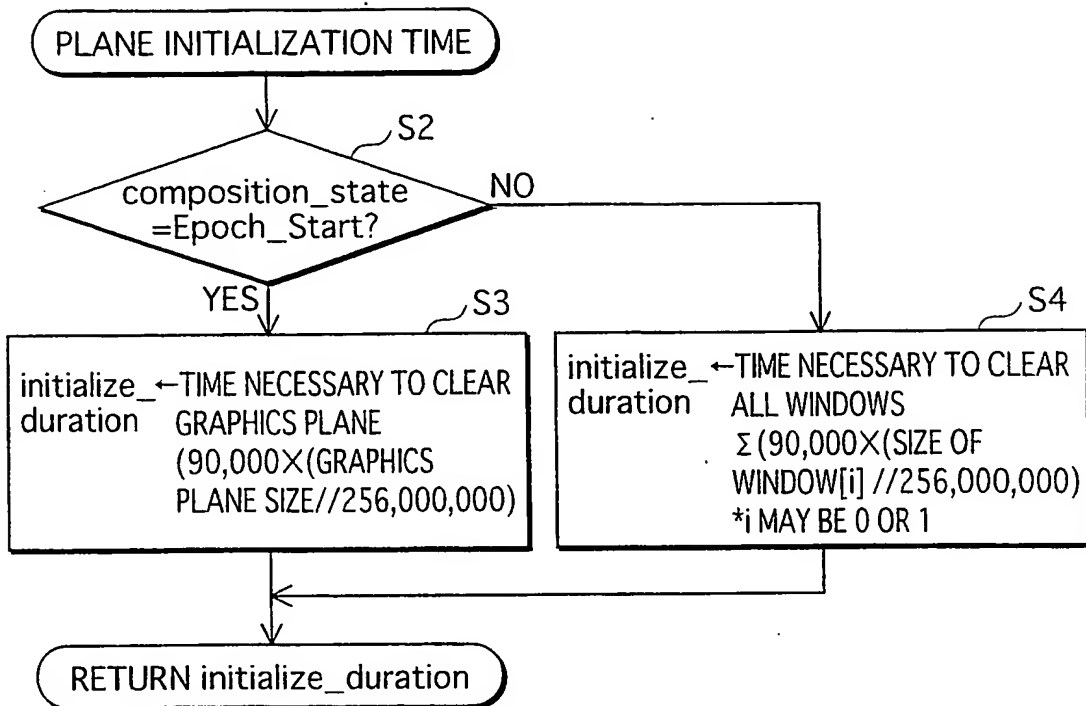 PLANE INITIALIZATION TIME
S2
composition_state
=Epoch_Start?
NO
YES
S3
initialize_←TIME NECESSARY TO CLEAR
duration GRAPHICS PLANE
(90,000×(GRAPHICS
PLANE SIZE//256,000,000)
S4
initialize_←TIME NECESSARY TO CLEAR
duration ALL WINDOWS
Σ(90,000×(SIZE OF
WINDOW[i] //256,000,000)
*i MAY BE 0 OR 1
RETURN initialize_duration